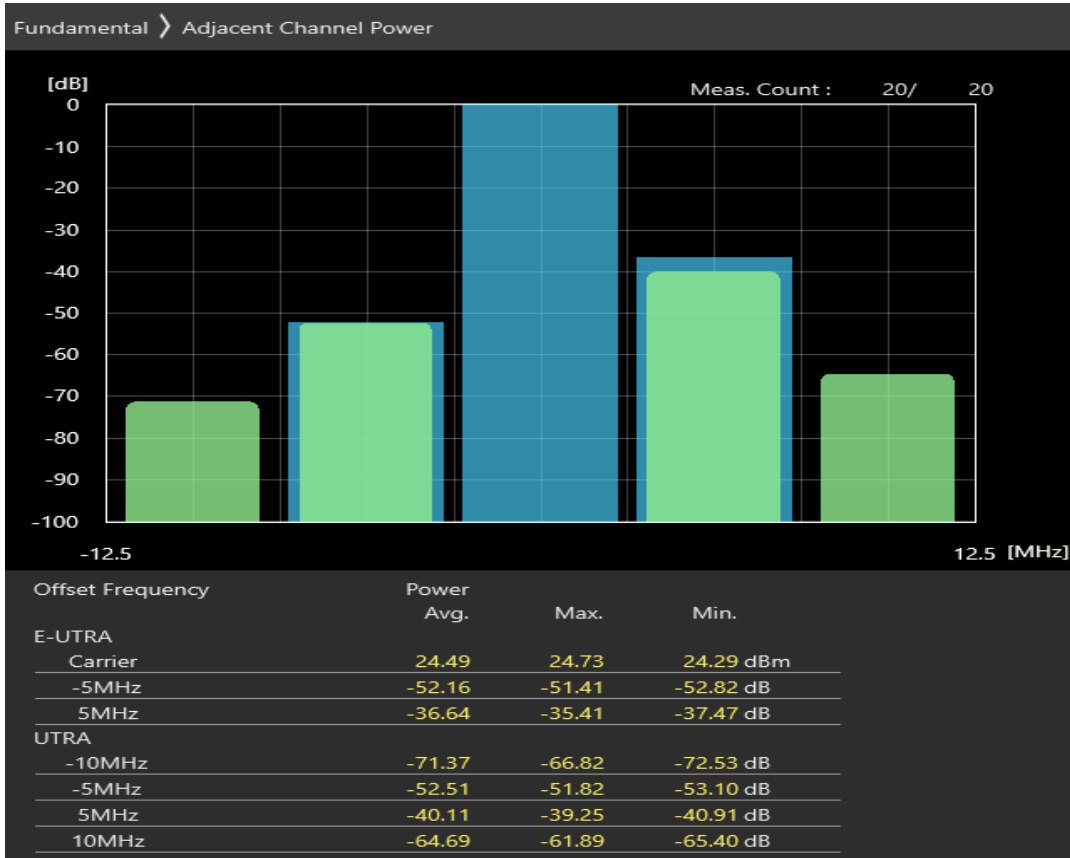 Fundamental 》 Adjacent Channel Power
[dB]
Meas. Count : 20/ 20
0
-10
-20
-30
-40
-50
-60
-70
-80
-90
-100
-12.5 12.5 [MHz]
Offset Frequency Power
Avg. Max. Min.
E-UTRA
Carrier 24.49 24.73 24.29 dBm
-5MHz -52.16 -51.41 -52.82 dB
5MHz -36.64 -35.41 -37.47 dB
UTRA
-10MHz -71.37 -66.82 -72.53 dB
-5MHz -52.51 -51.82 -53.10 dB
5MHz -40.11 -39.25 -40.91 dB
10MHz -64.69 -61.89 -65.40 dB